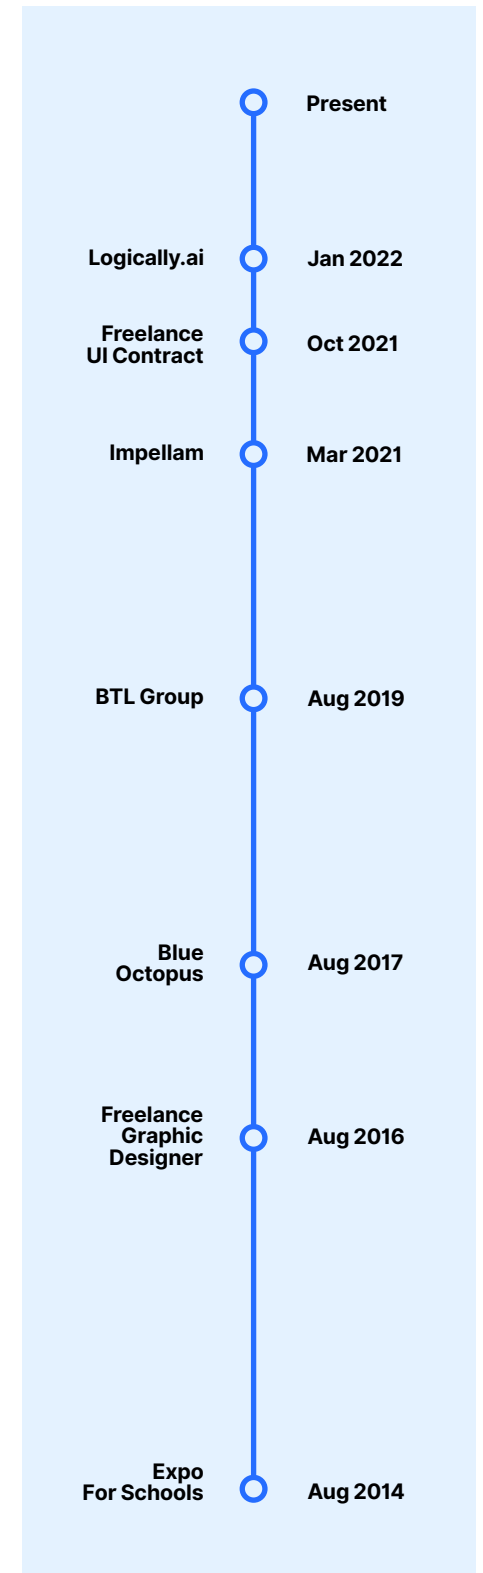 Present
Logically.ai
Jan 2022
Freelance
UI Contract
Oct 2021
Impellam
Mar 2021
BTL Group
Aug 2019
Blue
Octopus
Aug 2017
Freelance
Graphic
Designer
Aug 2016
Expo
For Schools
Aug 2014